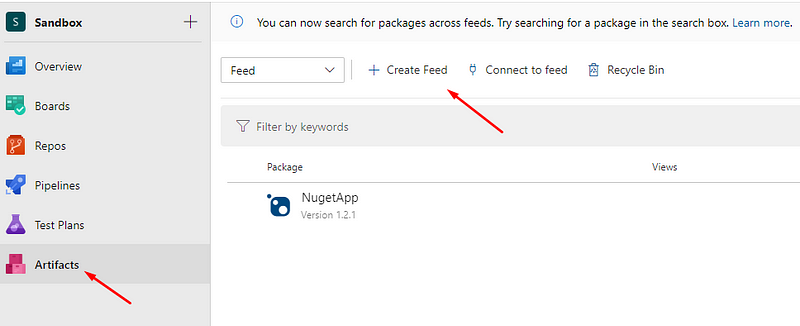 S Sandbox
You can now search for packages across feeds. Try searching for a package in the search box. Learn more.
Overview
Feed
Create Feed
Connect to feed
Recycle Bin
Boards
Filter by keywords
Repos
Package
Views
Pipelines
NugetApp
Version 1.2.1
Test Plans
Artifacts